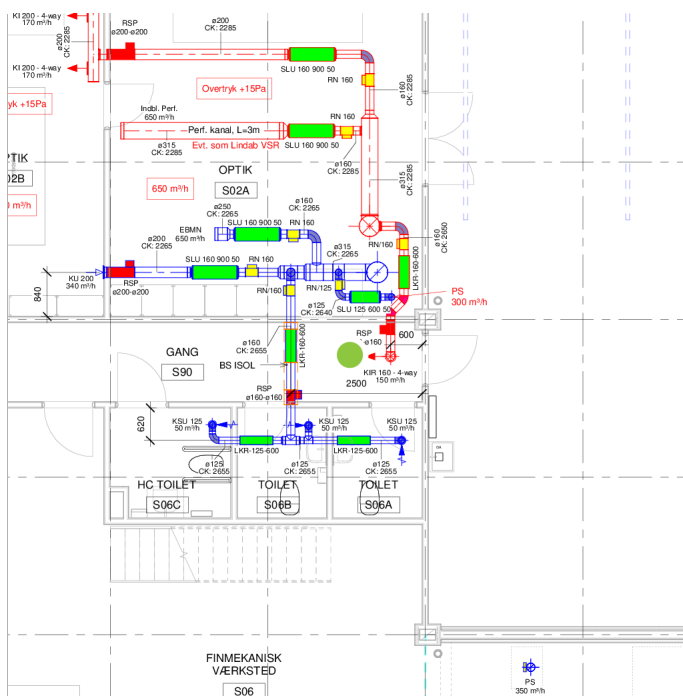 KI 200 - 4-way
170 m³/h
ø200
CK: 2285
KI 200 - 4-way
170 m³/h
RSP
ø200-ø200
ø200
CK: 2285
SLU 160 900 50
RN 160
ø160
CK: 2285
Overtryk +15Pa
yk +15Pa
Indbl. Perf.
650 m³/h
RN 160
Perf. kanal, L=3m
SLU 160 900 50
ø315
CK: 2285
Evt. som Lindab VSR
ø160
CK: 2285
ø315
CK: 2285
PTIK
02B
m³/h
OPTIK
S02A
650 m³/h
ø250
CK: 2265
ø160
CK: 2265
SLU 160 900 50
RN 160
EBMN
650 m³/h
ø160
CK: 2650
RN/160
ø200
CK: 2265
ø315
CK: 2265
SLU 160 900 50
RN 160
KU 200
340 m³/h
RSP
ø200-ø200
RN/160
RN/125
LKR-160-600
PS
300 m³/h
840
ø125
CK: 2640
SLU 125 600 50
RSP
-ø160
600
GANG
S90
ø160
CK: 2655
LKR-160-600
BS ISOL
KIR 160 - 4-way
150 m³/h
RSP
ø160-ø160
2500
620
KSU 125
50 m³/h
KSU 125
50 m³/h
KSU 125
50 m³/h
LKR-125-600
LKR-125-600
ø125
CK: 2655
ø125
CK: 2655
ø125
CK: 2655
HC TOILET
S06C
TOILET
S06B
TOILET
S06A
FINMEKANISK
VÆRKSTED
S06
PS
350 m³/h